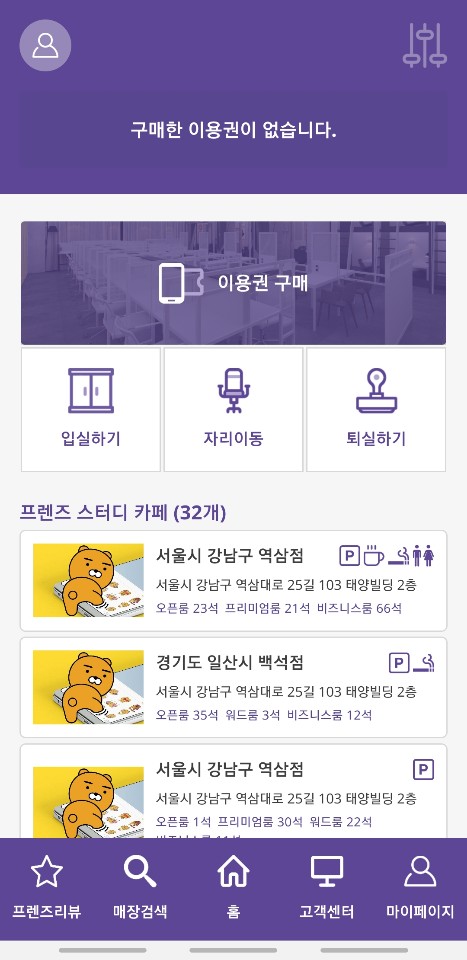 구매한 이용권이 없습니다.
이용권 구매
입실하기
자리이동
퇴실하기
프렌즈 스터디 카페 (32개)
서울시 강남구 역삼점
P
서울시 강남구 역삼대로 25길 103 태양빌딩 2층
오픈룸 23석 프리미엄룸 21석 비즈니스룸 66석
경기도 일산시 백석점
P
서울시 강남구 역삼대로 25길 103 태양빌딩 2층
오픈룸 35석 워드룸 3석 비즈니스룸 12석
서울시 강남구 역삼점
P
서울시 강남구 역삼대로 25길 103 태양빌딩 2층
오픈룸 1석 프리미엄룸 30석 워드룸 22석
프렌즈리뷰
매장검색
홈
고객센터
마이페이지